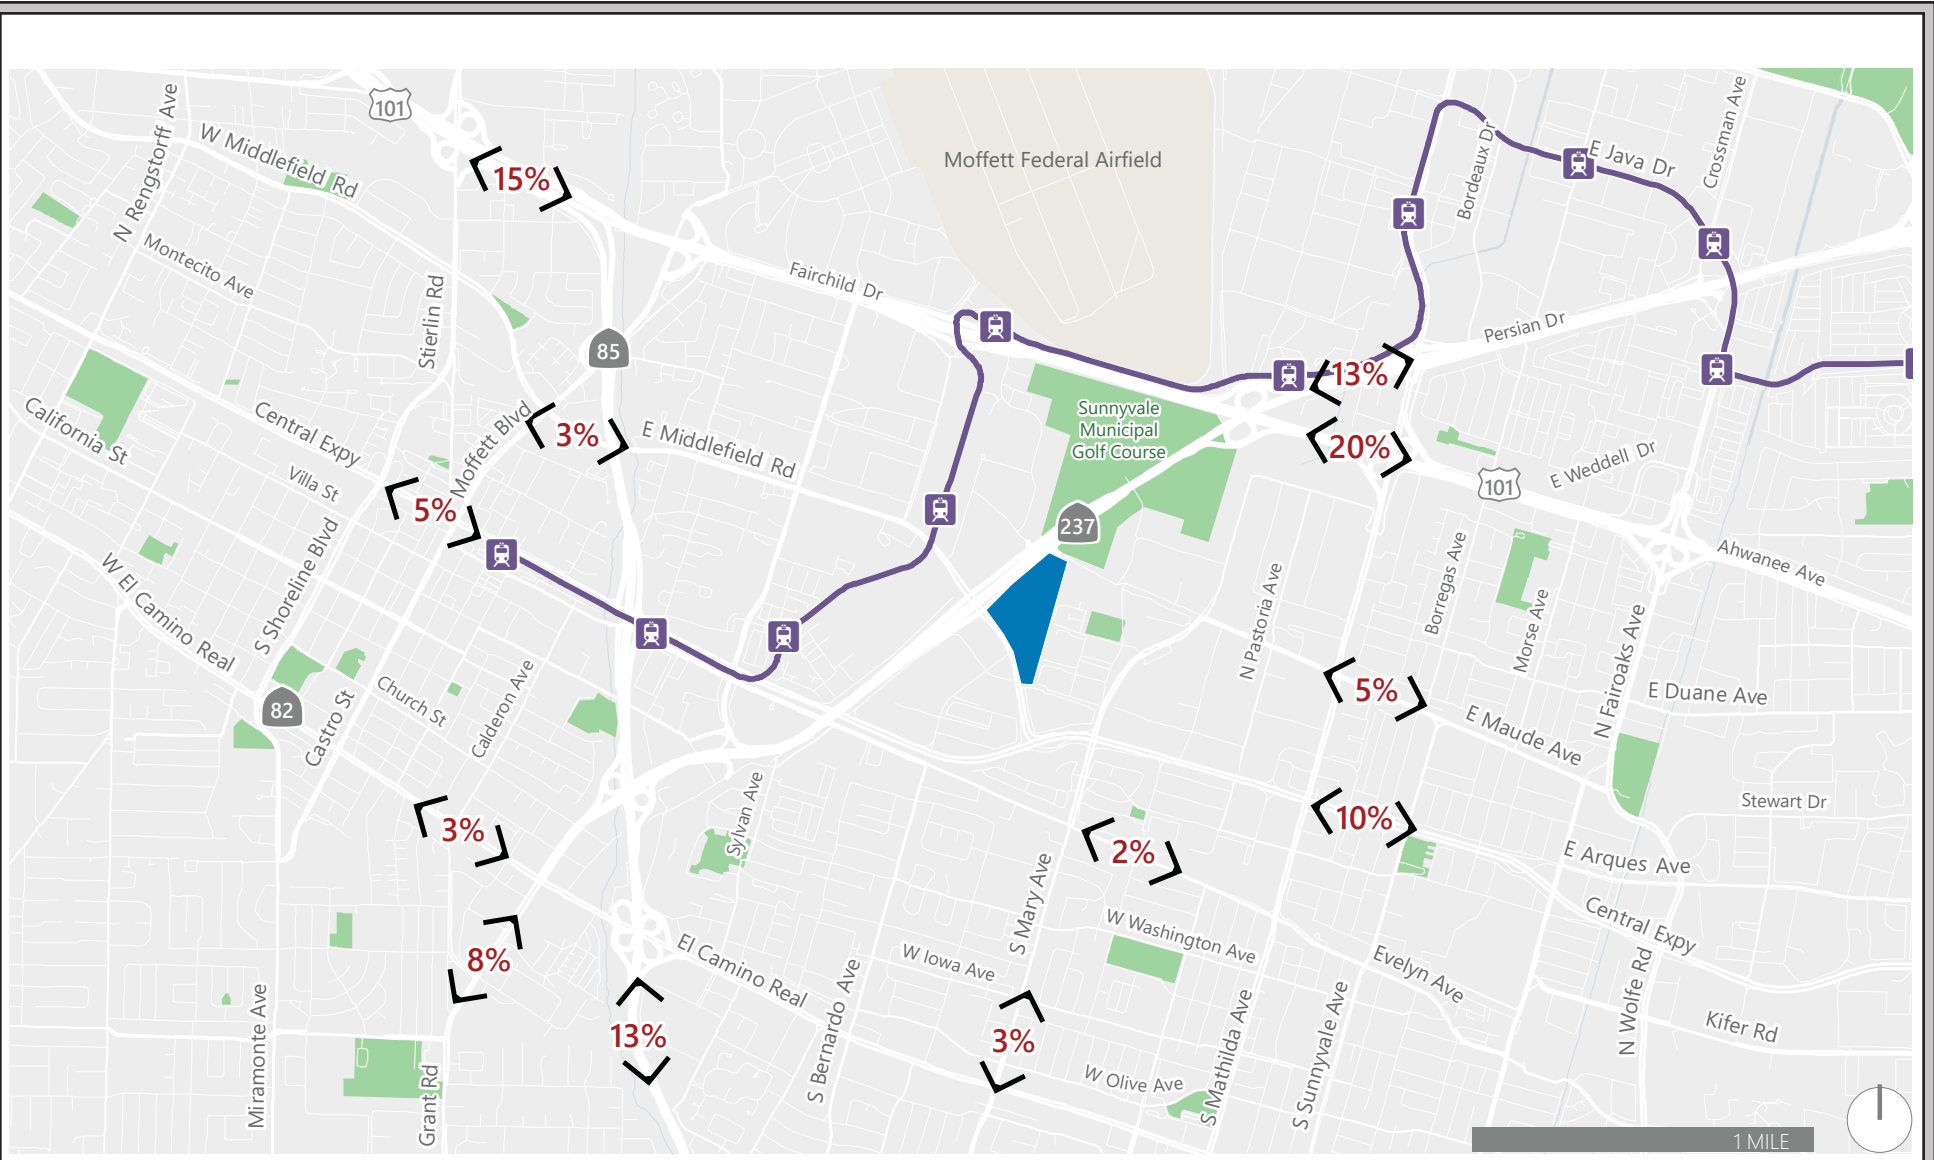 101
N Rengstorff Ave
W Middlefield Rd
15%
Moffett Federal Airfield
Bordeaux Dr
E Java Dr
Crossman Ave
Montecito Ave
Stierlin Rd
Fairchild Dr
85
Persian Dr
13%
California St
Central Expy
Villa St
Moffett Blvd
3%
E Middlefield Rd
Sunnyvale
Municipal
Golf Course
20%
101
E Weddell Dr
5%
237
Ahwanee Ave
W El Camino Real
S Shoreline Blvd
N Pastoria Ave
Borregas Ave
Morse Ave
N Fairoaks Ave
82
Castro St
Church St
Calderon Ave
5%
E Duane Ave
E Maude Ave
3%
Sylvan Ave
2%
10%
Stewart Dr
E Arques Ave
8%
13%
El Camino Real
S Bernardo Ave
W Iowa Ave
S Mary Ave
W Washington Ave
Evelyn Ave
Central Expy
3%
W Olive Ave
S Mathilda Ave
S Sunnyvale Ave
N Wolfe Rd
Kifer Rd
Miramonte Ave
Grant Rd
1 MILE